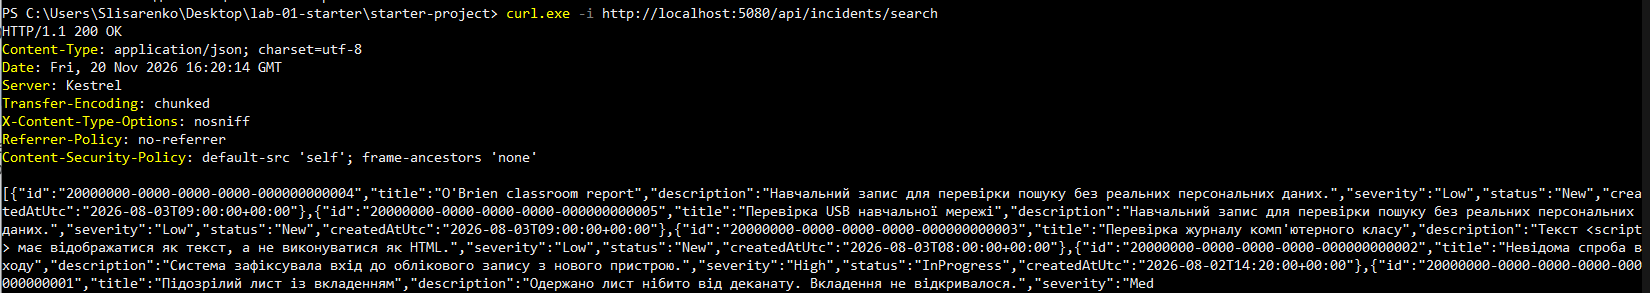 PS C:\Users\Slisarenko\Desktop\lab-01-starter\starter-project> curl.exe -i http://localhost:5080/api/incidents/search
HTTP/1.1 200 OK
Content-Type: application/json; charset=utf-8
Date: Fri, 20 Nov 2026 16:20:14 GMT
Server: Kestrel
Transfer-Encoding: chunked
X-Content-Type-Options: nosniff
Referrer-Policy: no-referrer
Content-Security-Policy: default-src 'self'; frame-ancestors 'none'
[{"id":"20000000-0000-0000-0000-000000000004","title":"O'Brien classroom report","description":"Навчальний запис для перевірки пошуку без реальних персональних даних.","severity":"Low","status":"New","crea
tedAtUtc":"2026-08-03T09:00:00+00:00"},{"id":"20000000-0000-0000-0000-000000000005","title":"Перевірка USB навчальної мережі","description":"Навчальний запис для перевірки пошуку без реальних персональних
даних.","severity":"Low","status":"New","createdAtUtc":"2026-08-03T09:00:00+00:00"},{"id":"20000000-0000-0000-0000-000000000003","title":"Перевірка журналу комп'ютерного класу","description":"Текст <script
> має відображатися як текст, а не виконуватися як HTML.","severity":"Low","status":"New","createdAtUtc":"2026-08-03T08:00:00+00:00"},{"id":"20000000-0000-0000-0000-000000000002","title":"Невідома спроба в
ходу","description":"Система зафіксувала вхід до облікового запису з нового пристрою.","severity":"High","status":"InProgress","createdAtUtc":"2026-08-02T14:20:00+00:00"},{"id":"20000000-0000-0000-0000-000
000000001","title":"Підозрілий лист із вкладенням","description":"Одержано лист нібито від деканату. Вкладення не відкривалося.","severity":"Med